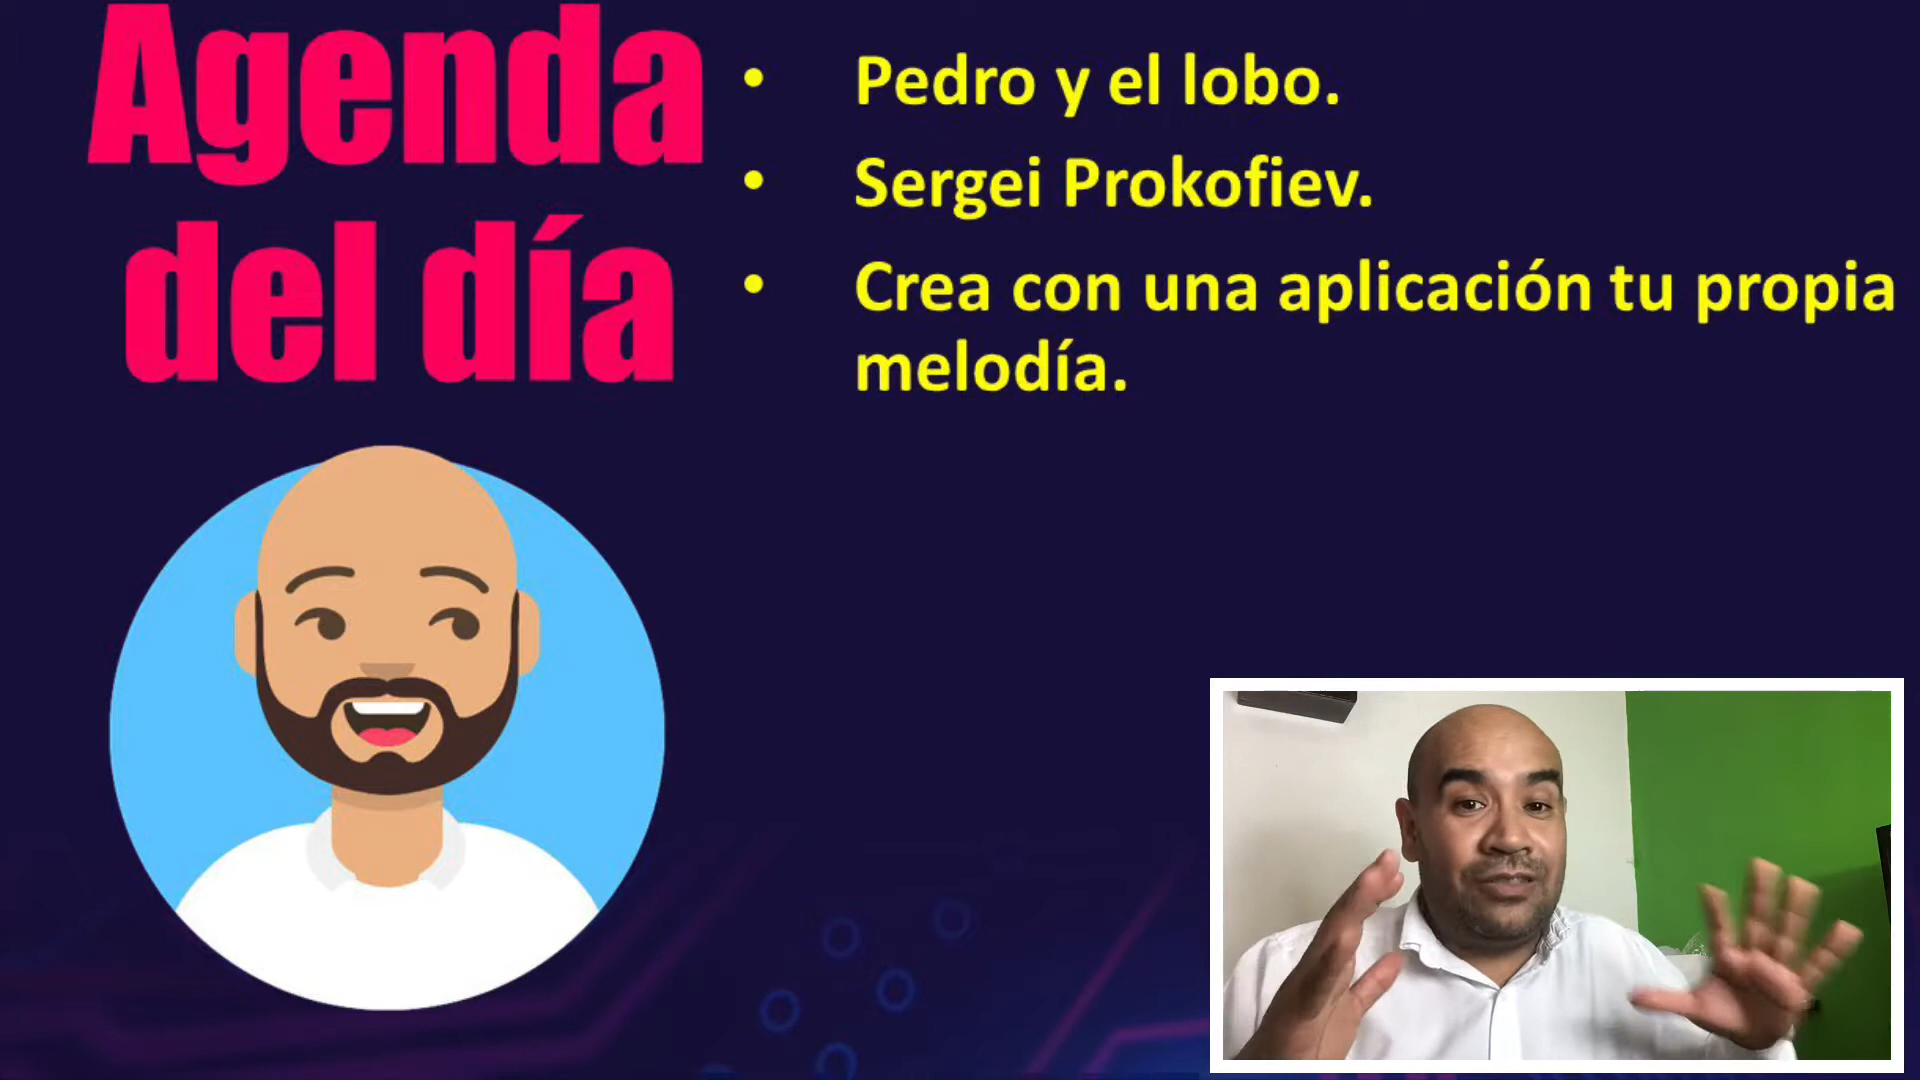 Agenda
del día
• Pedro y el lobo.
• Sergei Prokofiev.
• Crea con una aplicación tu propia
melodía.